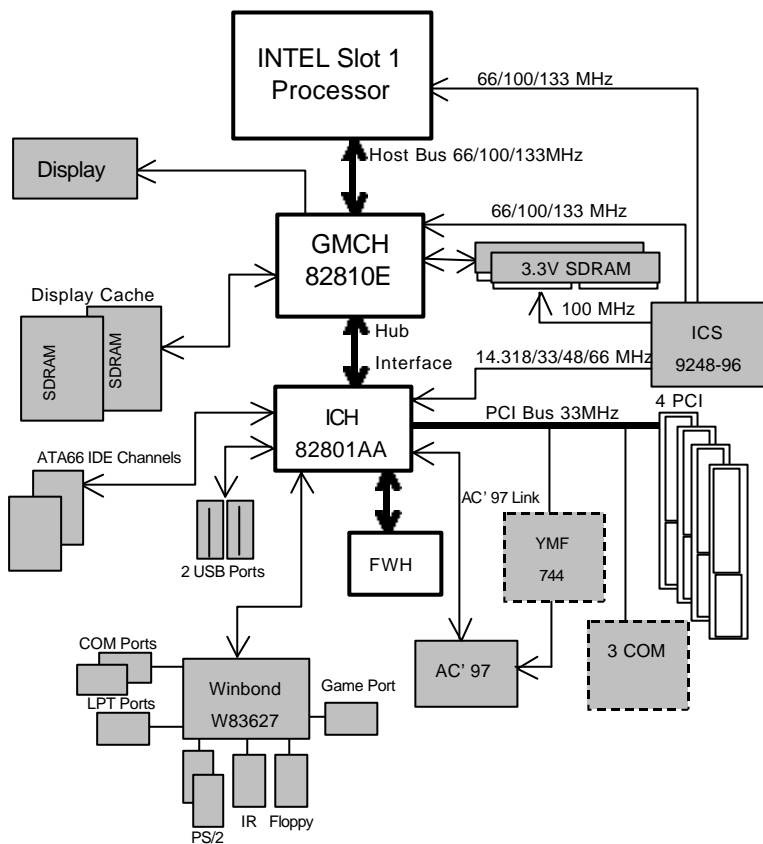 INTEL Slot 1
Processor
66/100/133 MHz
Host Bus 66/100/133MHz
Display
66/100/133 MHz
GMCH
82810E
3.3V SDRAM
Display Cache
SDRAM
SDRAM
100 MHz
ICS
9248-96
Hub
Interface
14.318/33/48/66 MHz
4 PCI
ICH
82801AA
PCI Bus 33MHz
ATA66 IDE Channels
AC' 97 Link
2 USB Ports
FWH
YMF
744
COM Ports
Winbond
W83627
Game Port
AC' 97
3 COM
LPT Ports
PS/2
IR
Floppy